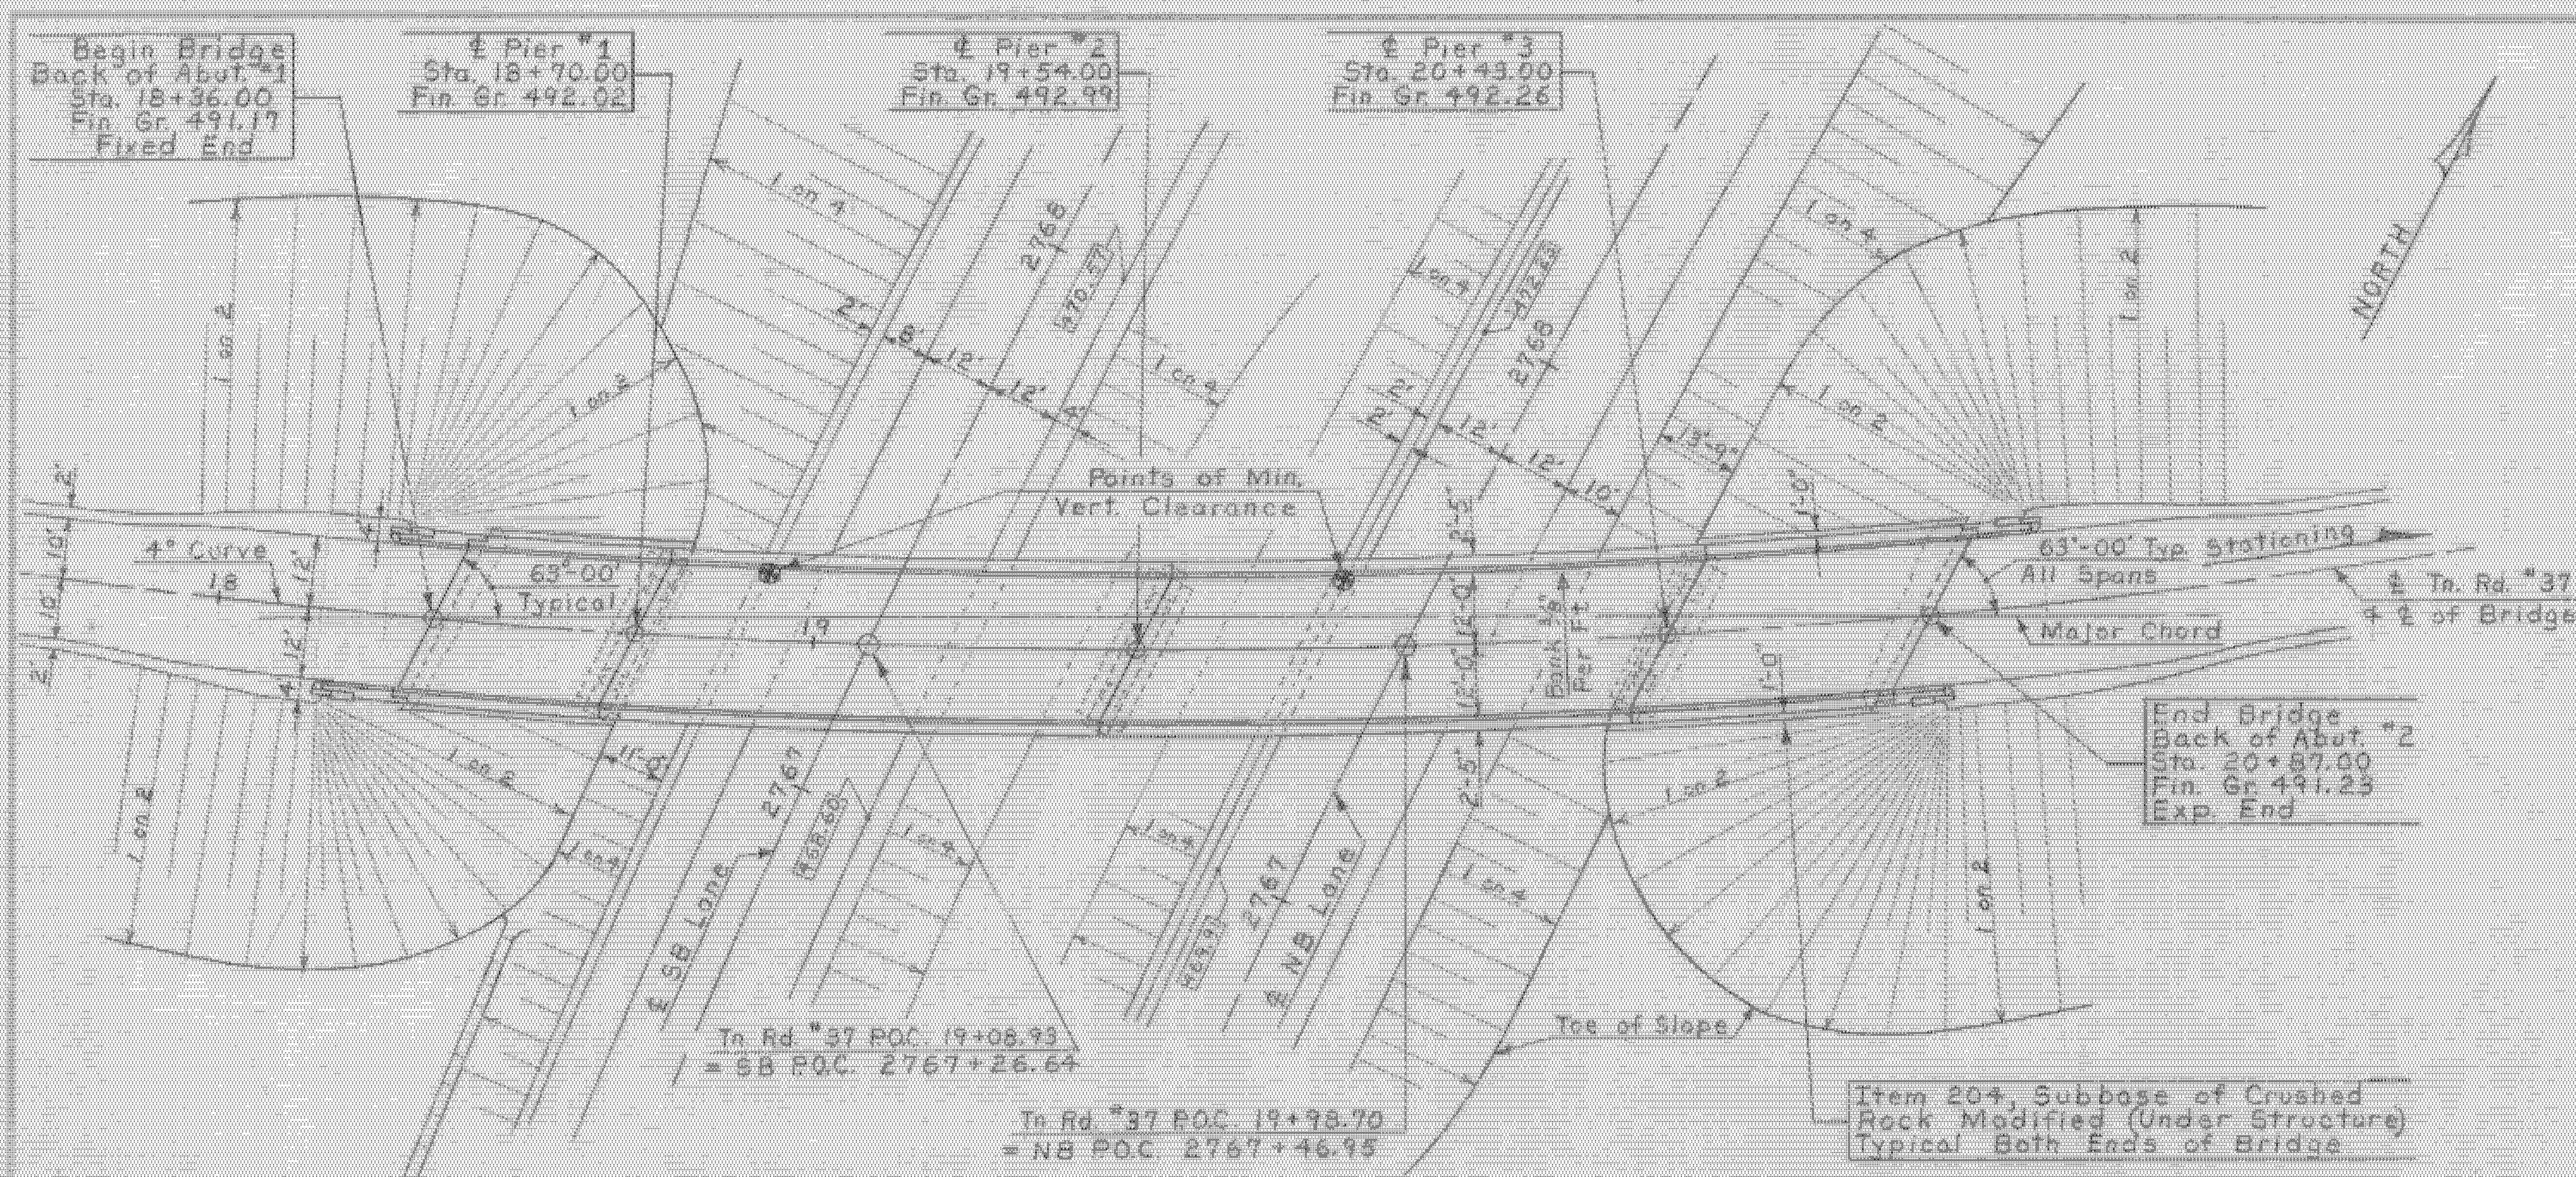 Begin Bridge
Back of Abut. #1
Sta. 18+36.00
Fin. Gr. 491.17
Fixed End
℄ Pier #1
Sta. 18+70.00
Fin. Gr. 492.02
℄ Pier #2
Sta. 19+54.00
Fin. Gr. 492.99
℄ Pier #3
Sta. 20+43.00
Fin Gr. 492.26
NORTH
1 on 4
2768
470.57
1 on 4
472.23
2768
1 on 4
1 on 2
1 on 2
1 on 2
2'
8'
12'
12'
4'
1 on 4
2'
2'
12'
12'
10'
13'-9"
1 on 2
Points of Min.
Vert. Clearance
2'
10'
10'
2'
4° Curve
18
12'
12'
4'
63°-00'
Typical
19
2'-5"
12'-0"
12'-0"
2'-5"
Bank
Per Ft.
1'-0"
1'-0"
63°-00' Typ.
All Spans
Stationing
℄ Tn. Rd. #37
& ℄ of Bridge
Major Chord
End Bridge
Back of Abut. #2
Sta. 20+87.00
Fin. Gr. 491.23
Exp. End
1 on 2
1 on 2
11'-0"
1 on 4
2767
468.60
1 on 4
℄ SB Lane
1 on 4
469.97
2767
℄ NB Lane
1 on 4
1 on 2
1 on 2
Toe of Slope
Tn Rd #37 P.O.C. 19+08.93
= SB P.O.C. 2767+26.64
Tn Rd. #37 P.O.C. 19+98.70
= NB P.O.C. 2767+46.95
Item 204, Subbase of Crushed
Rock Modified (Under Structure)
Typical Both Ends of Bridge